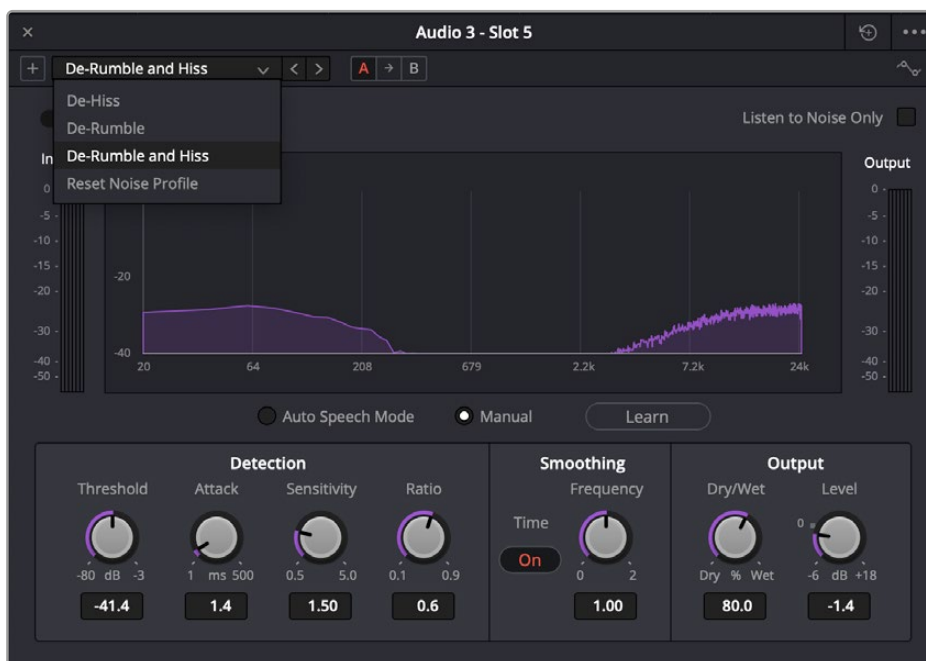 Audio 3 - Slot 5
De-Rumble and Hiss
A B
De-Hiss
De-Rumble
De-Rumble and Hiss
Reset Noise Profile
Listen to Noise Only
In
Output
0 -5 -10 -15 -20 -30 -40 -50
-20
-40
20 64 208 679 2.2k 7.2k 24k
0 -5 -10 -15 -20 -30 -40 -50
Auto Speech Mode Manual Learn
Detection Smoothing Output
Threshold Attack Sensitivity Ratio Frequency Dry/Wet Level
Time
0
On
-80 dB -3 1 ms 500 0.5 5.0 0.1 0.9 0 2 Dry % Wet -6 dB +18
-41.4 1.4 1.50 0.6 1.00 80.0 -1.4